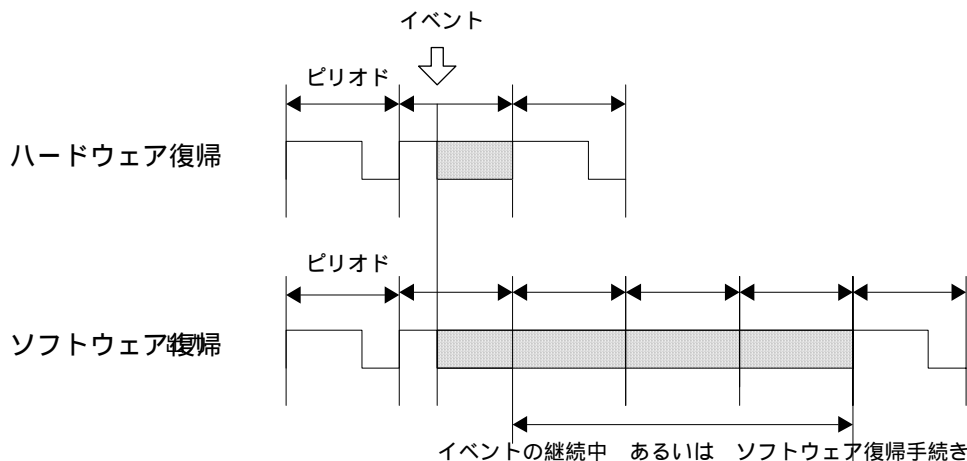 イベント
ピリオド
ハードウェア復帰
ピリオド
ソフトウェア復帰
イベントの継続中 あるいは ソフトウェア復帰手続き